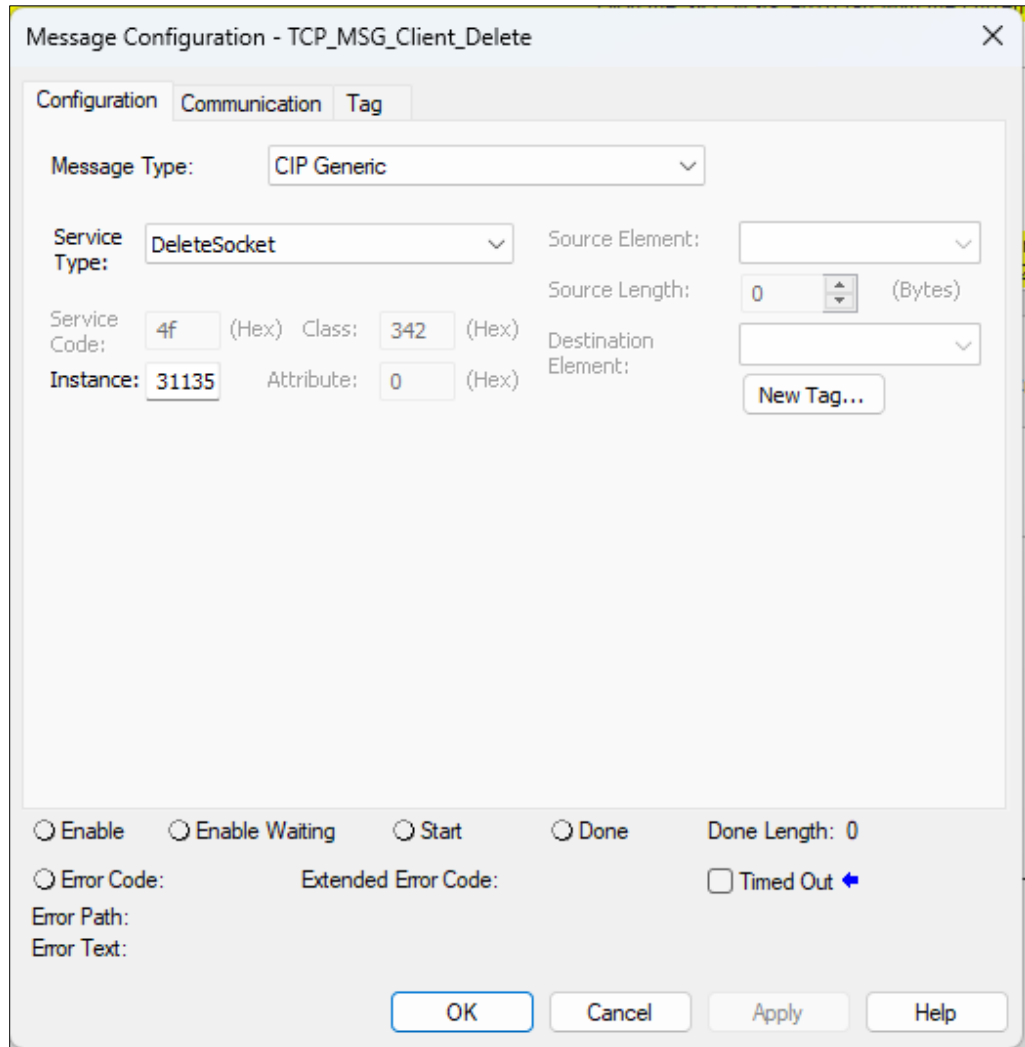 Message Configuration - TCP_MSG_Client_Delete
Configuration Communication Tag
Message Type: CIP Generic
Service Type: DeleteSocket
Source Element:
Source Length: 0 (Bytes)
Service Code: 4f (Hex) Class: 342 (Hex)
Destination Element:
Instance: 31135 Attribute: 0 (Hex)
New Tag...
Enable Enable Waiting Start Done Done Length: 0
Error Code: Extended Error Code: Timed Out
Error Path:
Error Text:
OK Cancel Apply Help